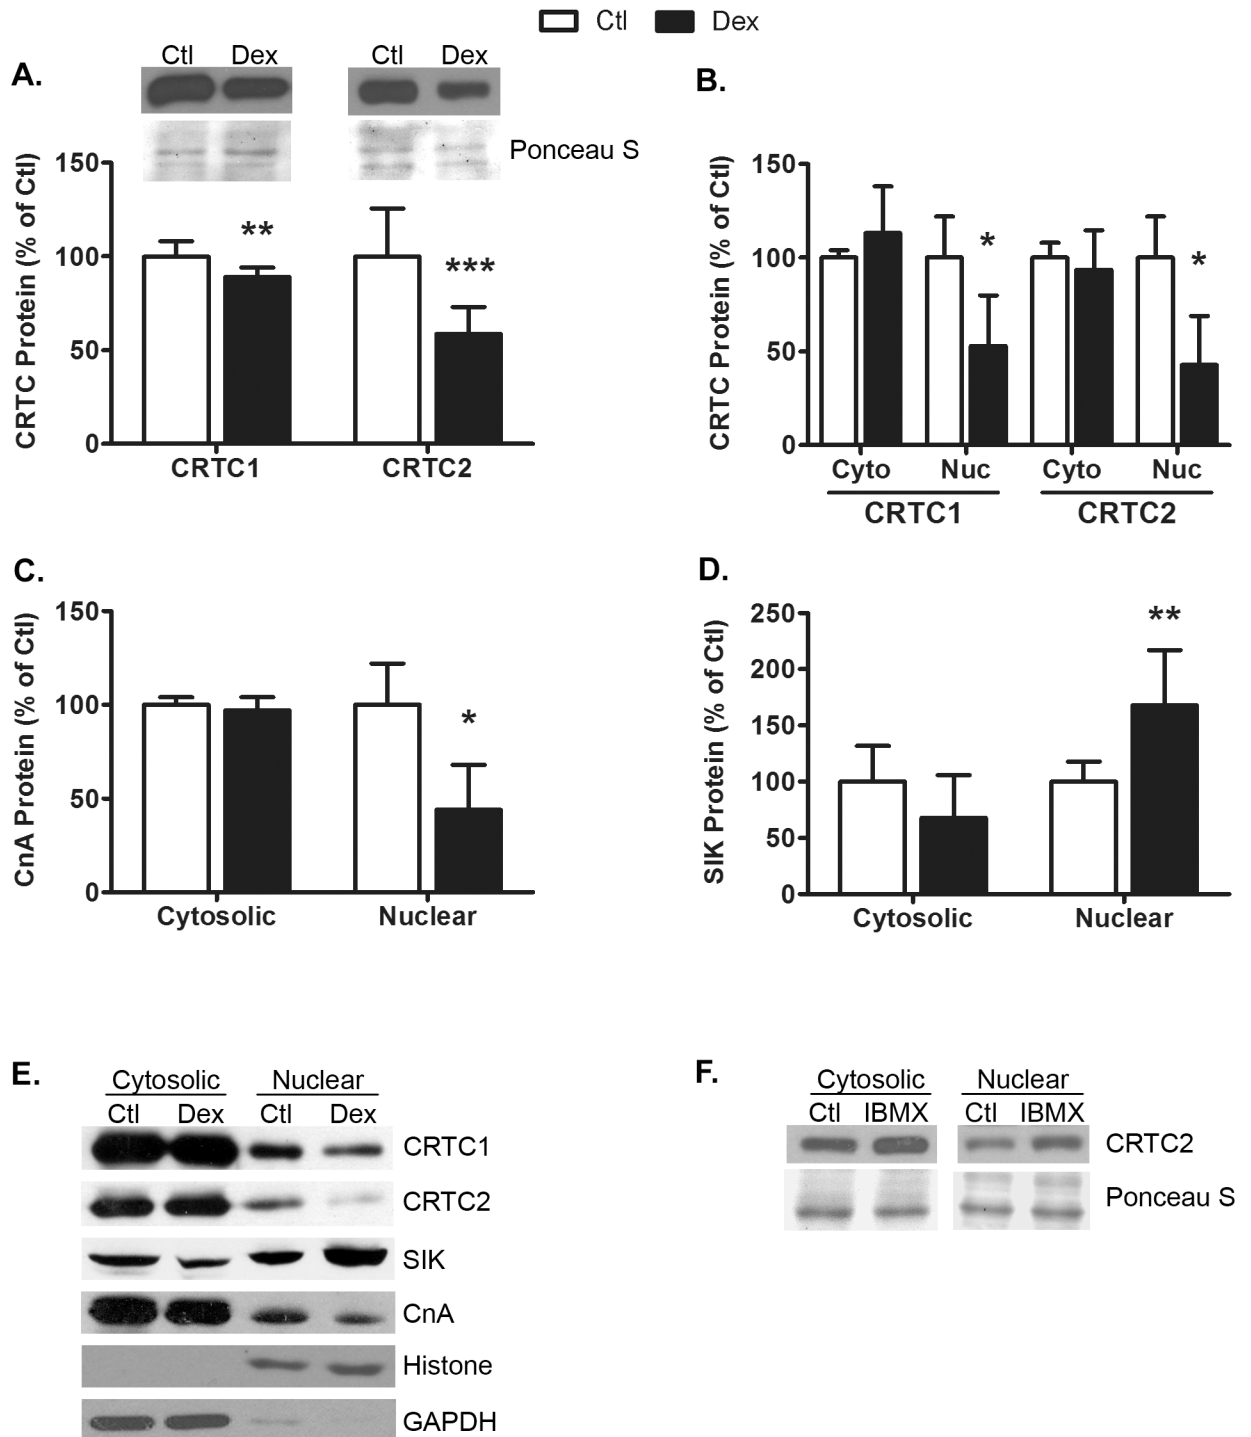 Ctl Dex
A.
Ctl Dex Ctl Dex
Ponceau S
CRTC Protein (% of Ctl)
150
100
50
0
** ***
CRTC1 CRTC2
B.
CRTC Protein (% of Ctl)
150
100
50
0
* *
Cyto Nuc Cyto Nuc
CRTC1 CRTC2
C.
CnA Protein (% of Ctl)
150
100
50
0
*
Cytosolic Nuclear
D.
SIK Protein (% of Ctl)
250
200
150
100
50
0
**
Cytosolic Nuclear
E.
Cytosolic Nuclear
Ctl Dex Ctl Dex
CRTC1
CRTC2
SIK
CnA
Histone
GAPDH
F.
Cytosolic Nuclear
Ctl IBMX Ctl IBMX
CRTC2
Ponceau S